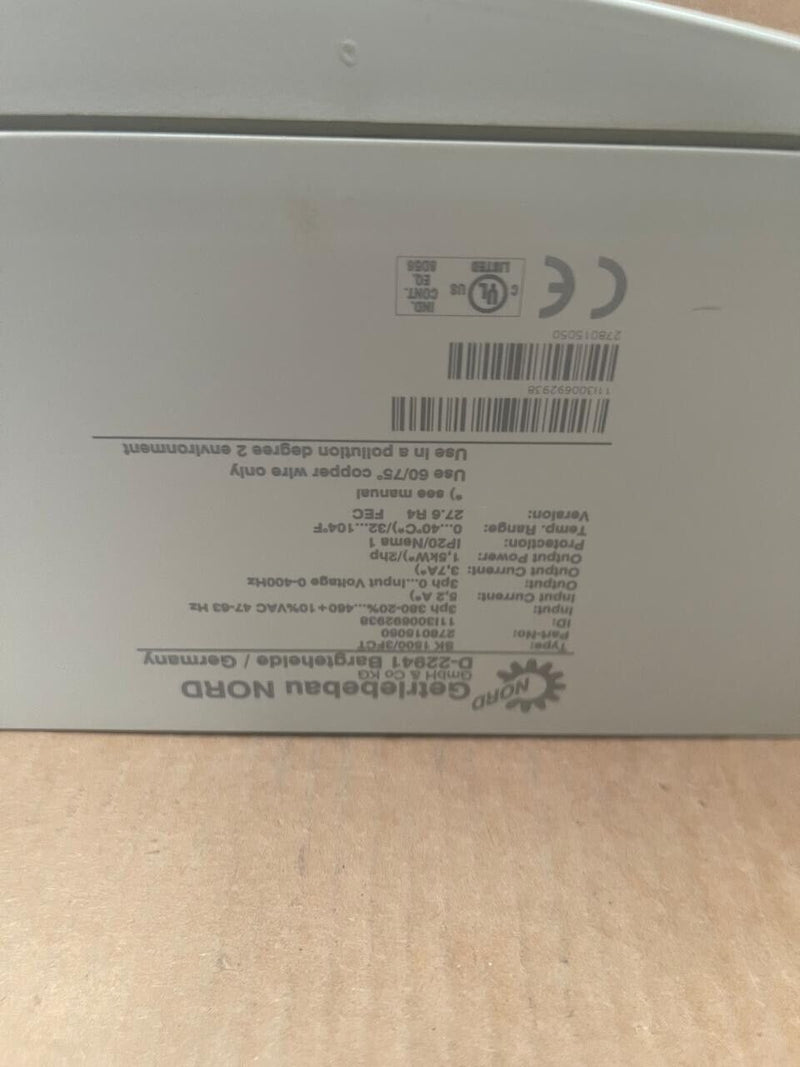 NORD
Getriebebau NORD
GmbH & Co KG
D-22941 Bargteheide / Germany
Type: SK 1500/3FCT
Part-No: 278015050
ID: 11I300692938
Input: 3ph 380-20%...460+10%VAC 47-63 Hz
Input Current: 5,2 A*)
Output: 3ph 0...Input Voltage 0-400Hz
Output Current: 3,7A*)
Output Power: 1,5kW*)/2hp
Protection: IP20/Nema 1
Temp. Range: 0...40°C*)/32...104°F
Version: 27.6 R4 FEC
*) see manual
Use 60/75° copper wire only
Use in a pollution degree 2 environment
11I300692938
278015050
CE
C UL US
LISTED
IND.
CONT.
EQ.
6D56